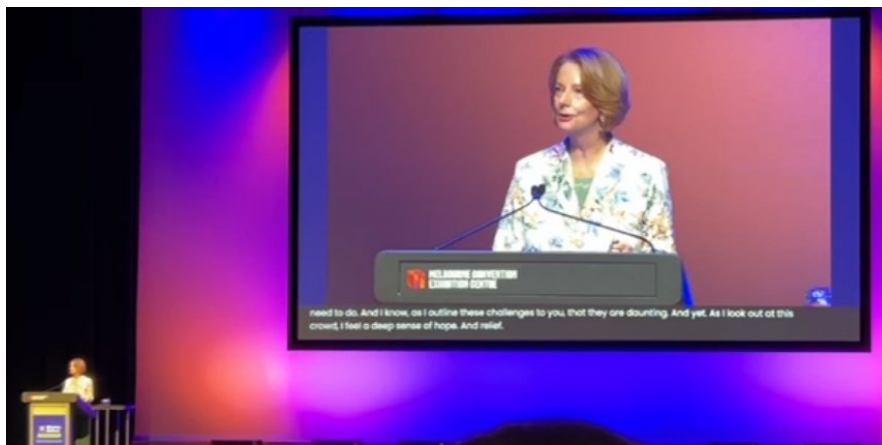 MELBOURNE CONVENTION
EXHIBITION CENTRE
need to do. And I know, as I outline these challenges to you, that they are daunting. And yet. As I look out at this
crowd, I feel a deep sense of hope. And relief.